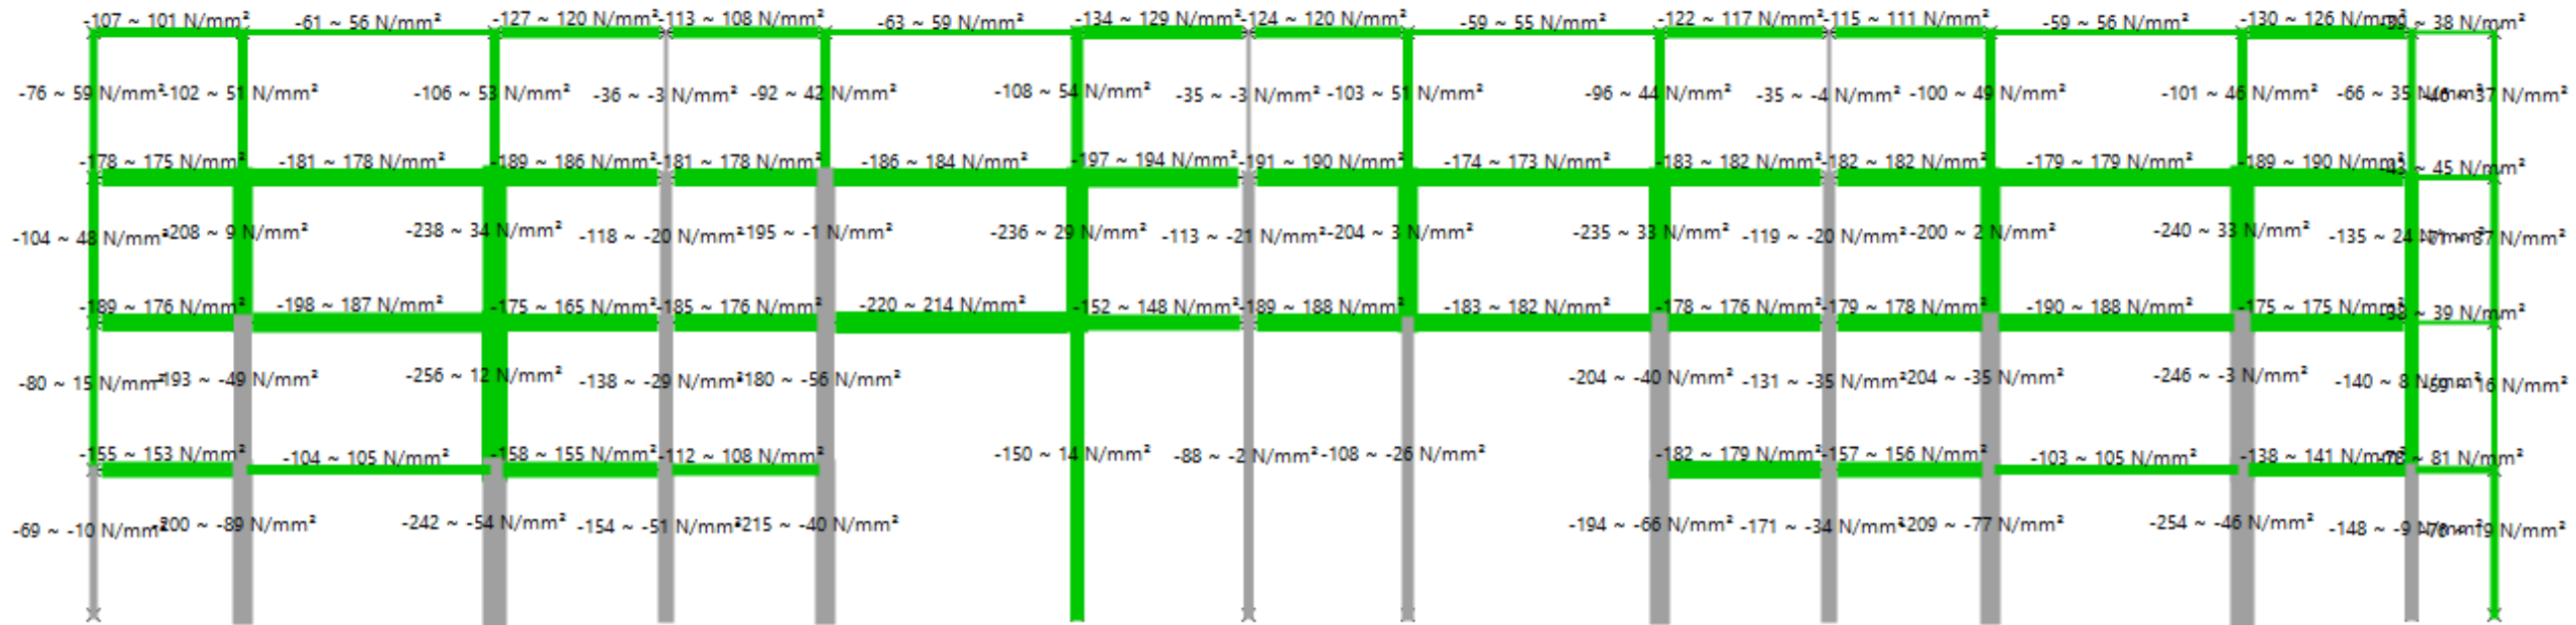 -107 ~ 101 N/mm² -61 ~ 56 N/mm² -127 ~ 120 N/mm² -113 ~ 108 N/mm² -63 ~ 59 N/mm² -134 ~ 129 N/mm² -124 ~ 120 N/mm² -59 ~ 55 N/mm² -122 ~ 117 N/mm² -115 ~ 111 N/mm² -59 ~ 56 N/mm² -130 ~ 126 N/mm² ~ 38 N/mm²
-76 ~ 59 N/mm² -102 ~ 51 N/mm² -106 ~ 53 N/mm² -36 ~ -3 N/mm² -92 ~ 42 N/mm² -108 ~ 54 N/mm² -35 ~ -3 N/mm² -103 ~ 51 N/mm² -96 ~ 44 N/mm² -35 ~ -4 N/mm² -100 ~ 49 N/mm² -101 ~ 46 N/mm² -66 ~ 35 N/mm² ~ 37 N/mm²
-178 ~ 175 N/mm² -181 ~ 178 N/mm² -189 ~ 186 N/mm² -181 ~ 178 N/mm² -186 ~ 184 N/mm² -197 ~ 194 N/mm² -191 ~ 190 N/mm² -174 ~ 173 N/mm² -183 ~ 182 N/mm² -182 ~ 182 N/mm² -179 ~ 179 N/mm² -189 ~ 190 N/mm² ~ 45 N/mm²
-104 ~ 48 N/mm² -208 ~ 9 N/mm² -238 ~ 34 N/mm² -118 ~ -20 N/mm² -195 ~ -1 N/mm² -236 ~ 29 N/mm² -113 ~ -21 N/mm² -204 ~ 3 N/mm² -235 ~ 33 N/mm² -119 ~ -20 N/mm² -200 ~ 2 N/mm² -240 ~ 33 N/mm² -135 ~ 24 N/mm² ~ 37 N/mm²
-189 ~ 176 N/mm² -198 ~ 187 N/mm² -175 ~ 165 N/mm² -185 ~ 176 N/mm² -220 ~ 214 N/mm² -152 ~ 148 N/mm² -189 ~ 188 N/mm² -183 ~ 182 N/mm² -178 ~ 176 N/mm² -179 ~ 178 N/mm² -190 ~ 188 N/mm² -175 ~ 175 N/mm² ~ 39 N/mm²
-80 ~ 15 N/mm² -193 ~ -49 N/mm² -256 ~ 12 N/mm² -138 ~ -29 N/mm² -180 ~ -56 N/mm² -204 ~ -40 N/mm² -131 ~ -35 N/mm² -204 ~ -35 N/mm² -246 ~ -3 N/mm² -140 ~ 8 N/mm² -59 ~ 16 N/mm²
-155 ~ 153 N/mm² -104 ~ 105 N/mm² -158 ~ 155 N/mm² -112 ~ 108 N/mm² -150 ~ 14 N/mm² -88 ~ -2 N/mm² -108 ~ -26 N/mm² -182 ~ 179 N/mm² -157 ~ 156 N/mm² -103 ~ 105 N/mm² -138 ~ 141 N/mm² -78 ~ 81 N/mm²
-69 ~ -10 N/mm² -200 ~ -89 N/mm² -242 ~ -54 N/mm² -154 ~ -51 N/mm² -215 ~ -40 N/mm² -194 ~ -66 N/mm² -171 ~ -34 N/mm² -209 ~ -77 N/mm² -254 ~ -46 N/mm² -148 ~ -9 N/mm² ~ 19 N/mm²